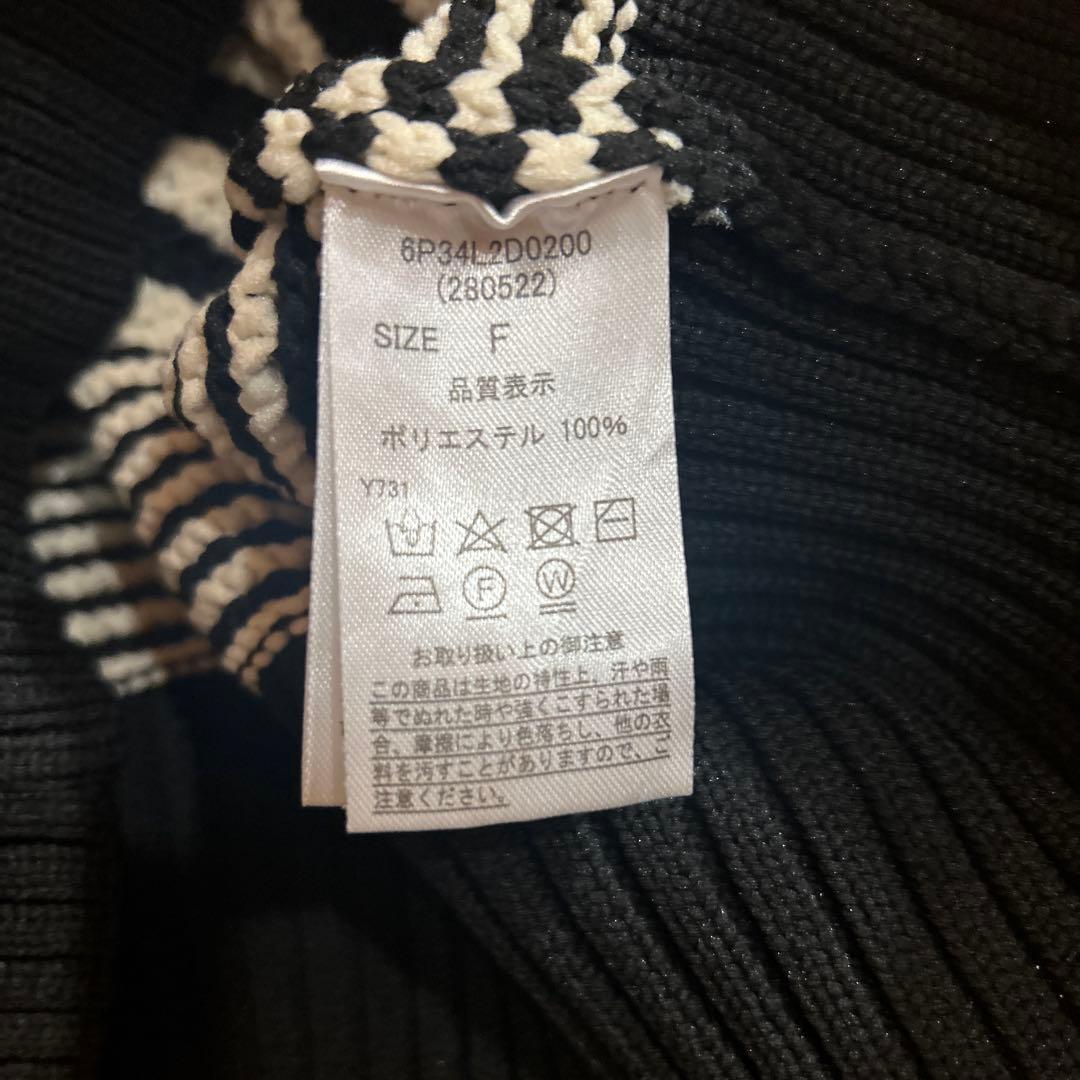 6P34L2D0200
(280522)
SIZE F
品質表示
ポリエステル 100%
Y731
F W
お取り扱い上の御注意
この商品は生地の特性上、汗や雨
等でぬれた時や強くこすられた場
合、摩擦により色落ちし、他の衣
料を汚すことがありますので、ご
注意ください。